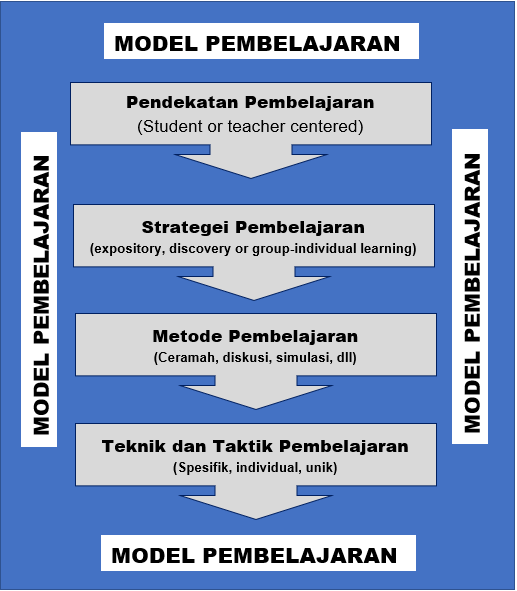 MODEL PEMBELAJARAN
Pendekatan Pembelajaran
(Student or teacher centered)
MODEL PEMBELAJARAN
MODEL PEMBELAJARAN
Strategei Pembelajaran
(expository, discovery or group-individual learning)
Metode Pembelajaran
(Ceramah, diskusi, simulasi, dll)
Teknik dan Taktik Pembelajaran
(Spesifik, individual, unik)
MODEL PEMBELAJARAN